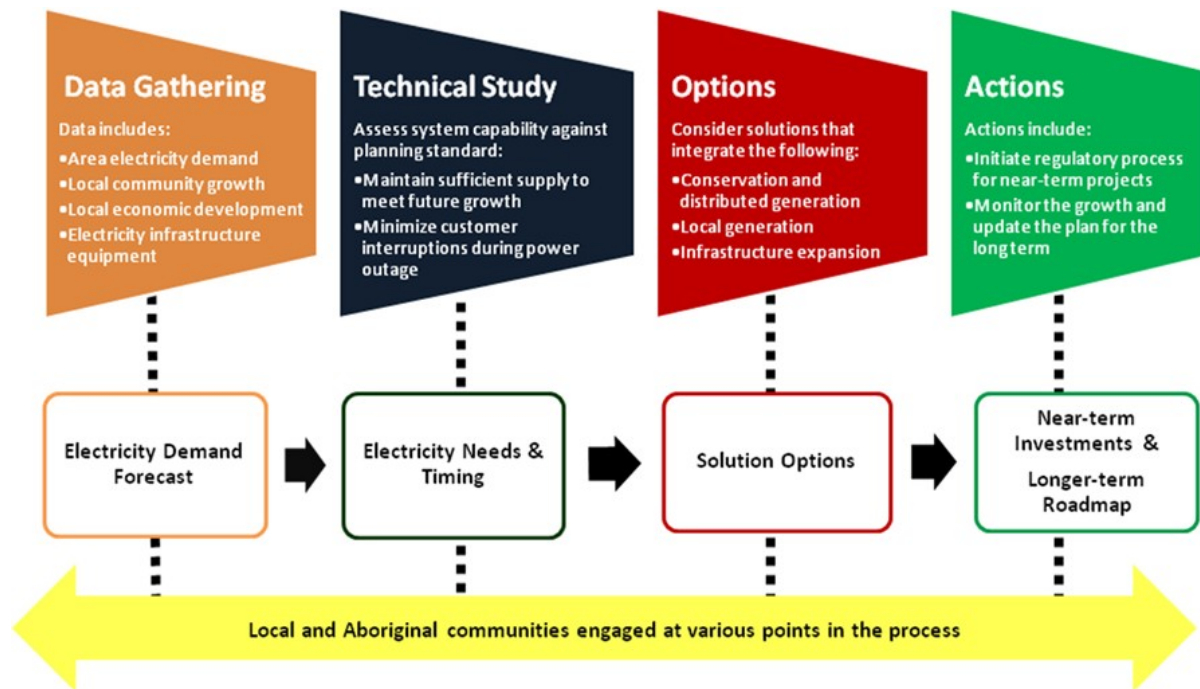 Data Gathering
Data includes:
•Area electricity demand
•Local community growth
•Local economic development
•Electricity infrastructure
equipment
Technical Study
Assess system capability against
planning standard:
•Maintain sufficient supply to
meet future growth
•Minimize customer
interruptions during power
outage
Options
Consider solutions that
integrate the following:
•Conservation and
distributed generation
•Local generation
•Infrastructure expansion
Actions
Actions include:
•Initiate regulatory process
for near-term projects
•Monitor the growth and
update the plan for the
long term
Electricity Demand
Forecast
Electricity Needs &
Timing
Solution Options
Near-term
Investments &
Longer-term
Roadmap
Local and Aboriginal communities engaged at various points in the process